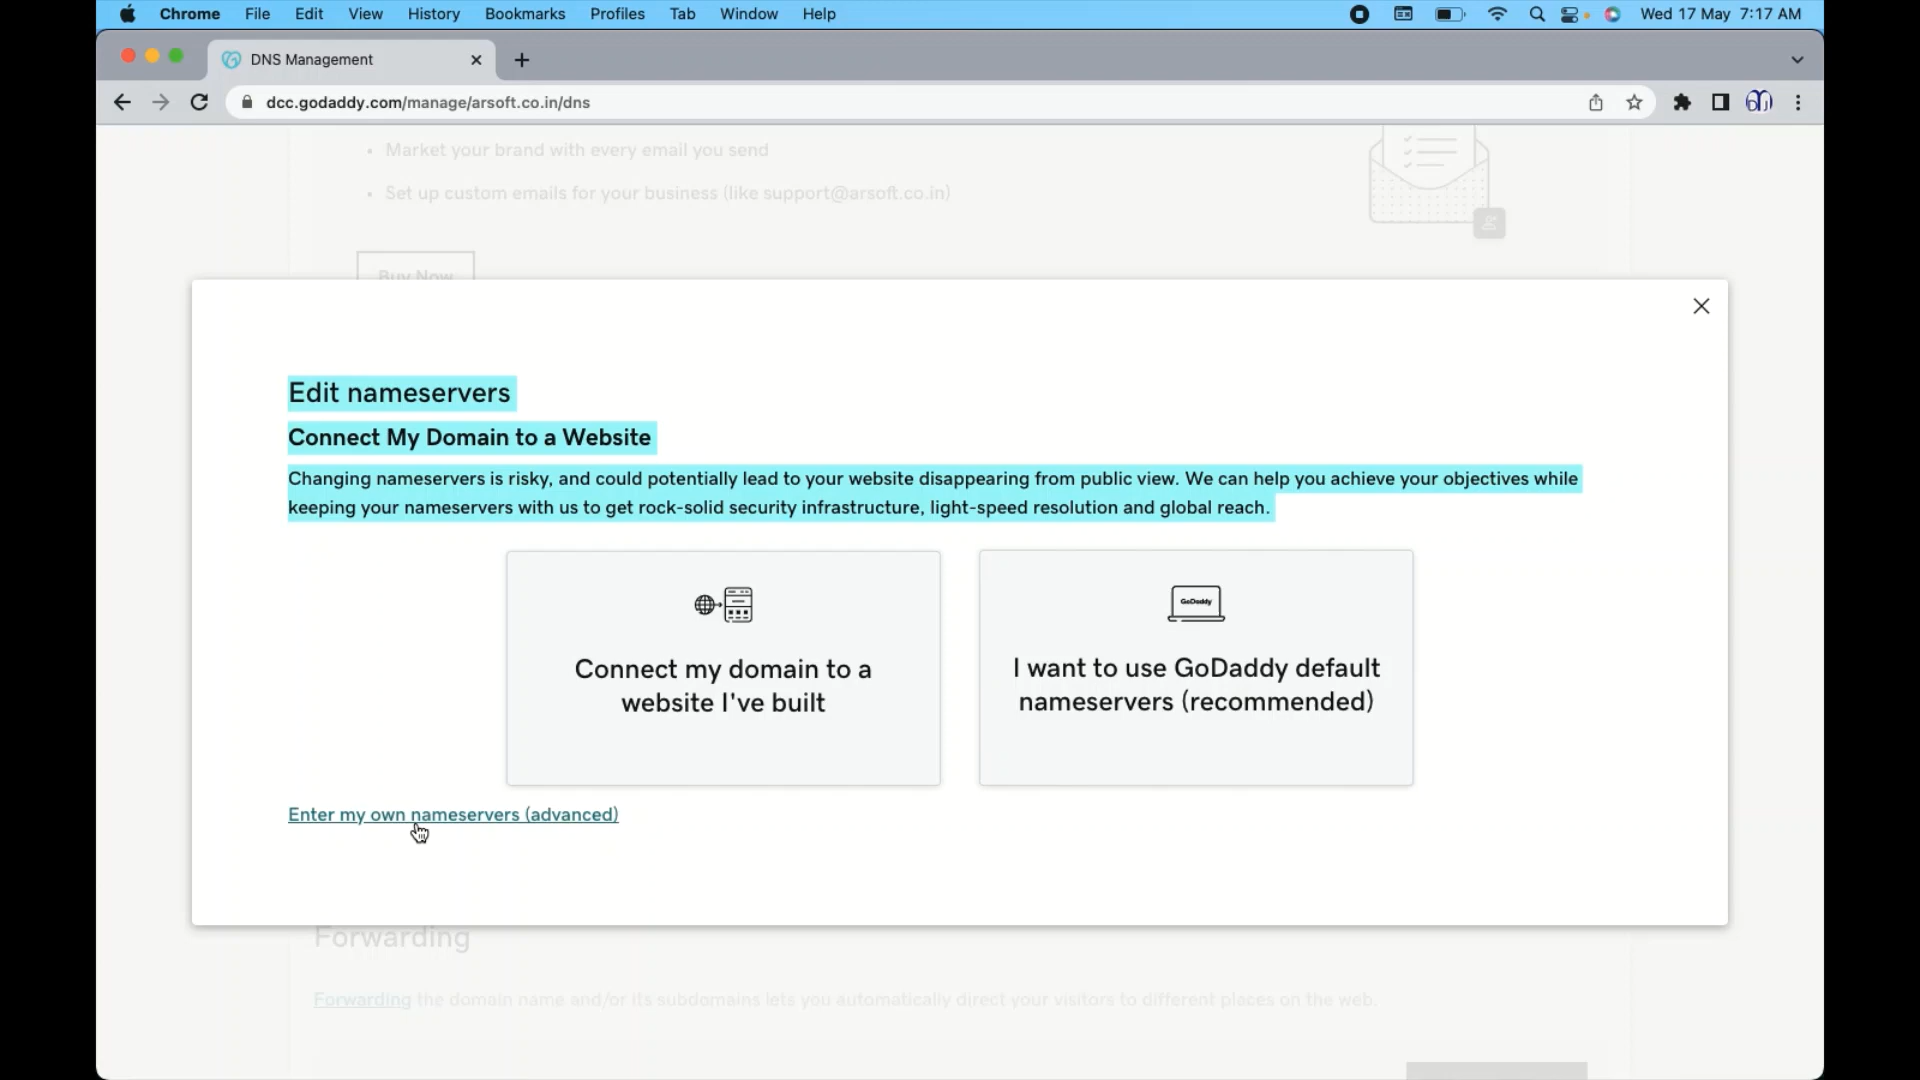 Chrome File Edit View History Bookmarks Profiles Tab Window Help Wed 17 May 7:17 AM
DNS Management
dcc.godaddy.com/manage/arsoft.co.in/dns
• Market your brand with every email you send
• Set up custom emails for your business (like support@arsoft.co.in)
Buy Now
Edit nameservers
Connect My Domain to a Website
Changing nameservers is risky, and could potentially lead to your website disappearing from public view. We can help you achieve your objectives while
keeping your nameservers with us to get rock-solid security infrastructure, light-speed resolution and global reach.
GoDaddy
Connect my domain to a
website I've built
I want to use GoDaddy default
nameservers (recommended)
Enter my own nameservers (advanced)
Forwarding
Forwarding the domain name and/or its subdomains lets you automatically direct your visitors to different places on the web.